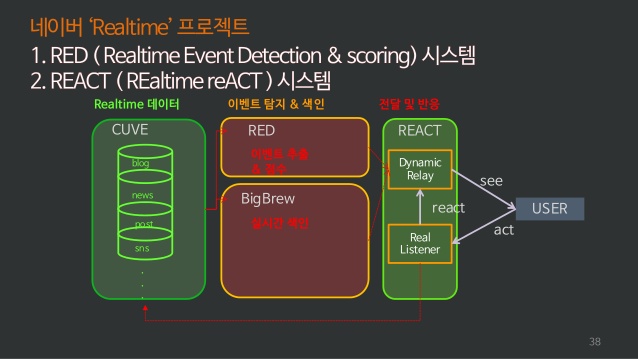 네이버 ‘Realtime’ 프로젝트
1. RED ( Realtime Event Detection & scoring) 시스템
2. REACT ( REaltime reACT ) 시스템
Realtime 데이터
이벤트 탐지 & 색인
전달 및 반응
CUVE
blog
news
post
sns
.
.
.
RED
이벤트 추출
& 점수
BigBrew
실시간 색인
REACT
Dynamic
Relay
Real
Listener
see
react
act
USER
38